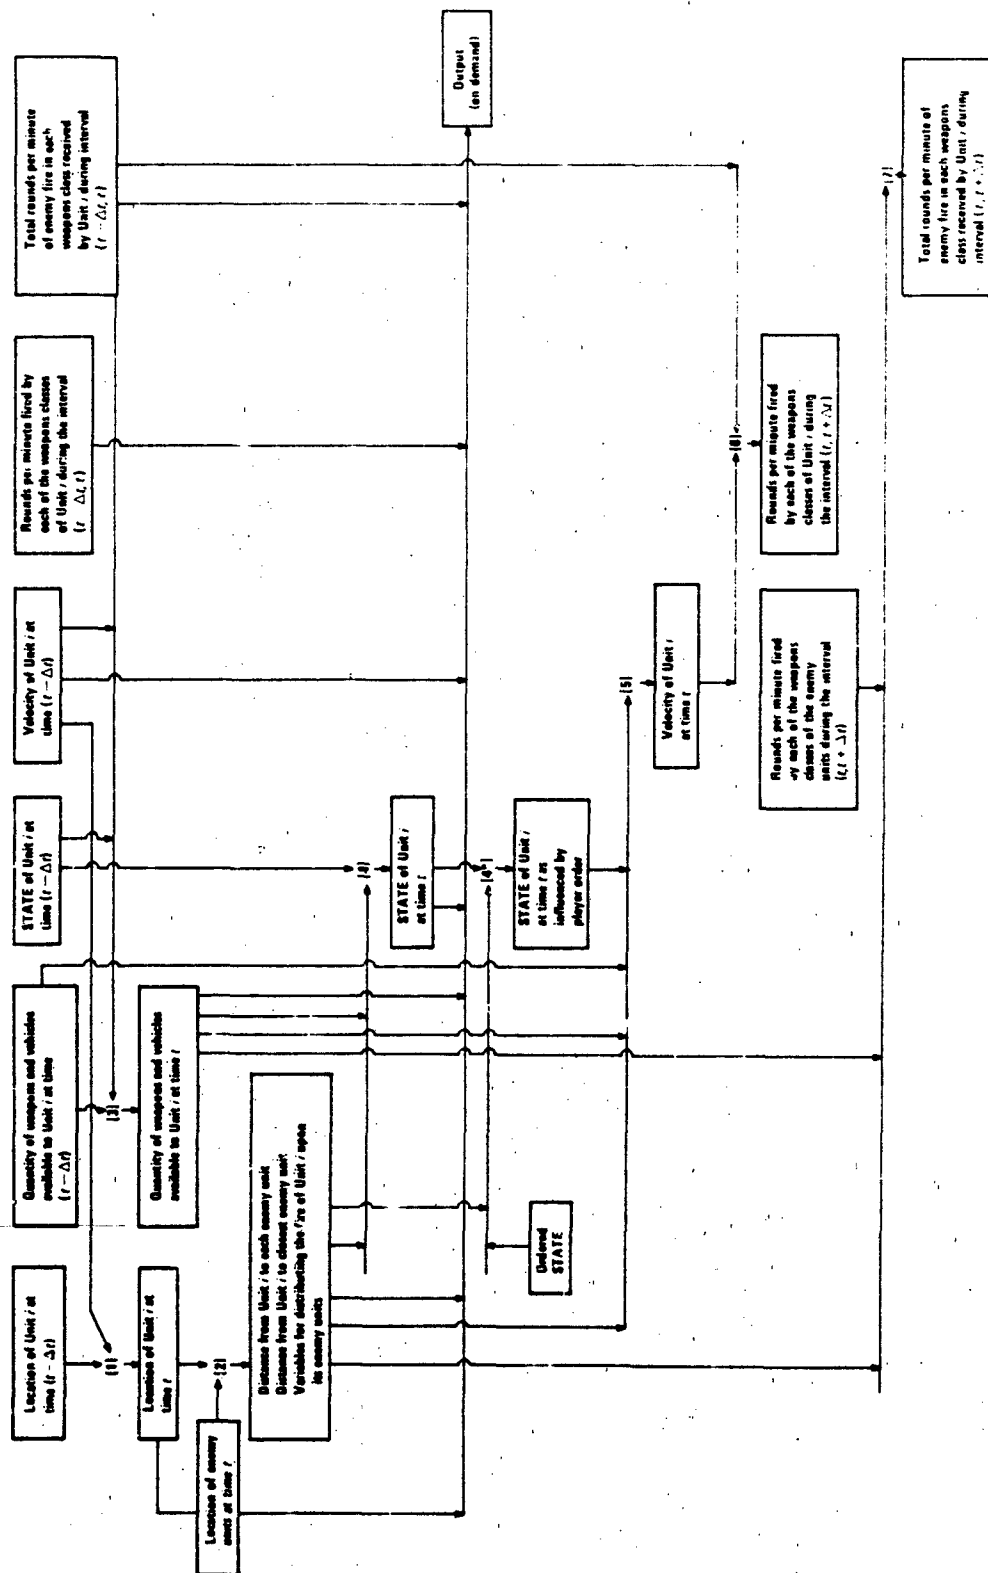 Location of Unit i at
time (t − Δt)
Quantity of weapons and vehicles
available to Unit i at time
(t − Δt)
STATE of Unit i at
time (t − Δt)
Velocity of Unit i at
time (t − Δt)
Rounds per minute fired by
each of the weapons classes
of Unit i during the interval
(t Δt, t)
Total rounds per minute
of enemy fire in each
weapons class received
by Unit i during interval
(t − Δt, t)
[1]
[3]
Location of Unit i at
time t
Quantity of weapons and vehicles
available to Unit i at time t
[2]
Location of enemy
units at time t
Distance from Unit i to each enemy unit
Distance from Unit i to closest enemy unit
Variables for distributing the fire of Unit i upon
its enemy units
[4]
STATE of Unit i
at time t
Output
(on demand)
[4*]
Ordered
STATE
STATE of Unit i
at time t as
influenced by
player order
[5]
Velocity of Unit i
at time t
[6]
Rounds per minute fired
by each of the weapons
classes of Unit i during
the interval (t, t + Δt)
Rounds per minute fired
by each of the weapons
classes of the enemy
units during the interval
(t, t + Δt)
[7]
Total rounds per minute of
enemy fire in each weapons
class received by Unit i during
interval (t, t + Δt)